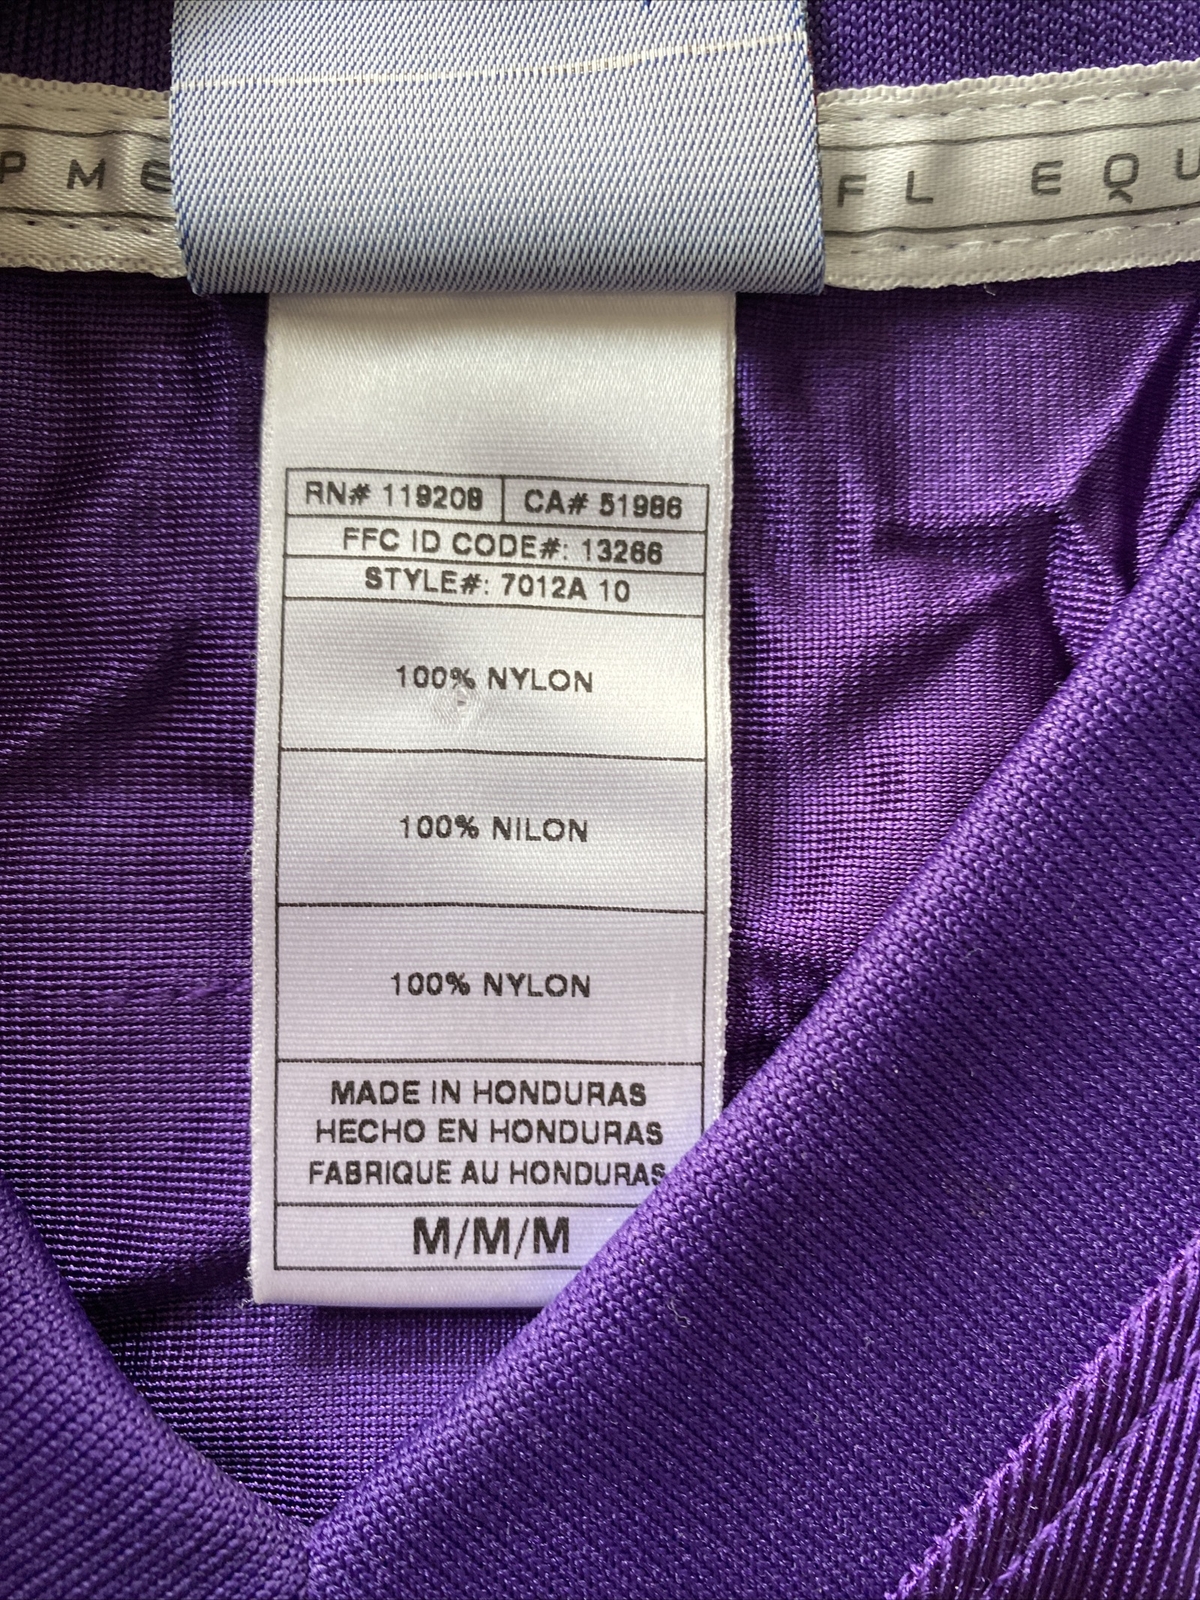 PME
FL EQU
RN# 119208 CA# 51986
FFC ID CODE#: 13266
STYLE#: 7012A 10
100% NYLON
100% NILON
100% NYLON
MADE IN HONDURAS
HECHO EN HONDURAS
FABRIQUE AU HONDURAS
M/M/M